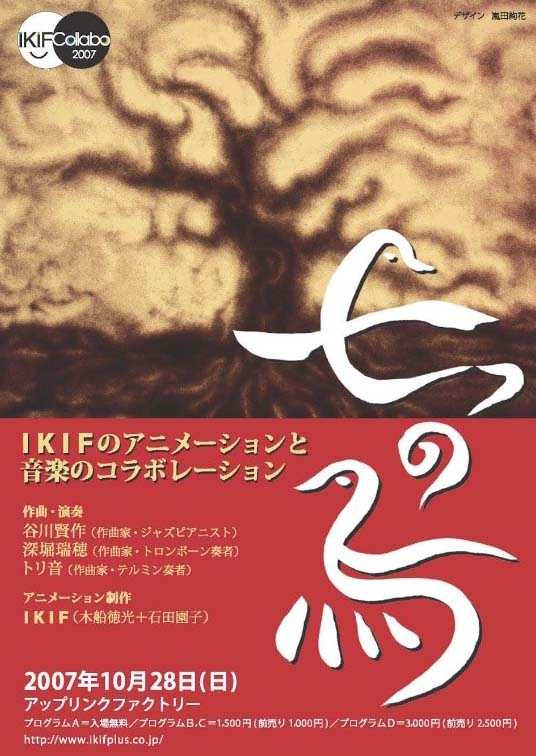 デザイン 嵐田絢花
IKIFCollabo
2007
七つの鳥
IKIFのアニメーションと
音楽のコラボレーション
作曲・演奏
谷川賢作（作曲家・ジャズピアニスト）
深堀瑞穂（作曲家・トロンボーン奏者）
トリ音（作曲家・テルミン奏者）
アニメーション制作
IKIF（木船徳光＋石田園子）
2007年10月28日(日)
アップリンクファクトリー
プログラムA＝入場無料／プログラムB，C＝1,500円(前売り1,000円)／プログラムD＝3,000円(前売り2,500円)
http://www.ikifplus.co.jp/